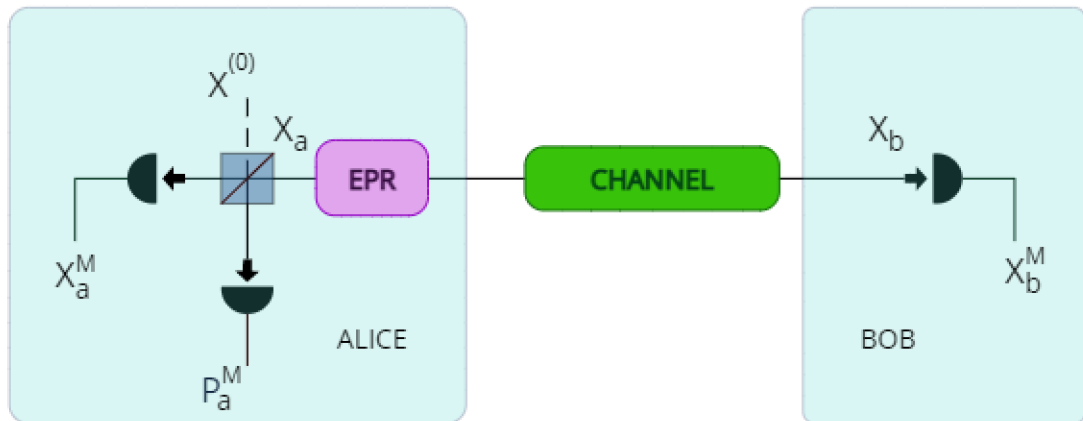 X^(0)
X_a
X_b
EPR
CHANNEL
X_a^M
X_b^M
ALICE
BOB
P_a^M